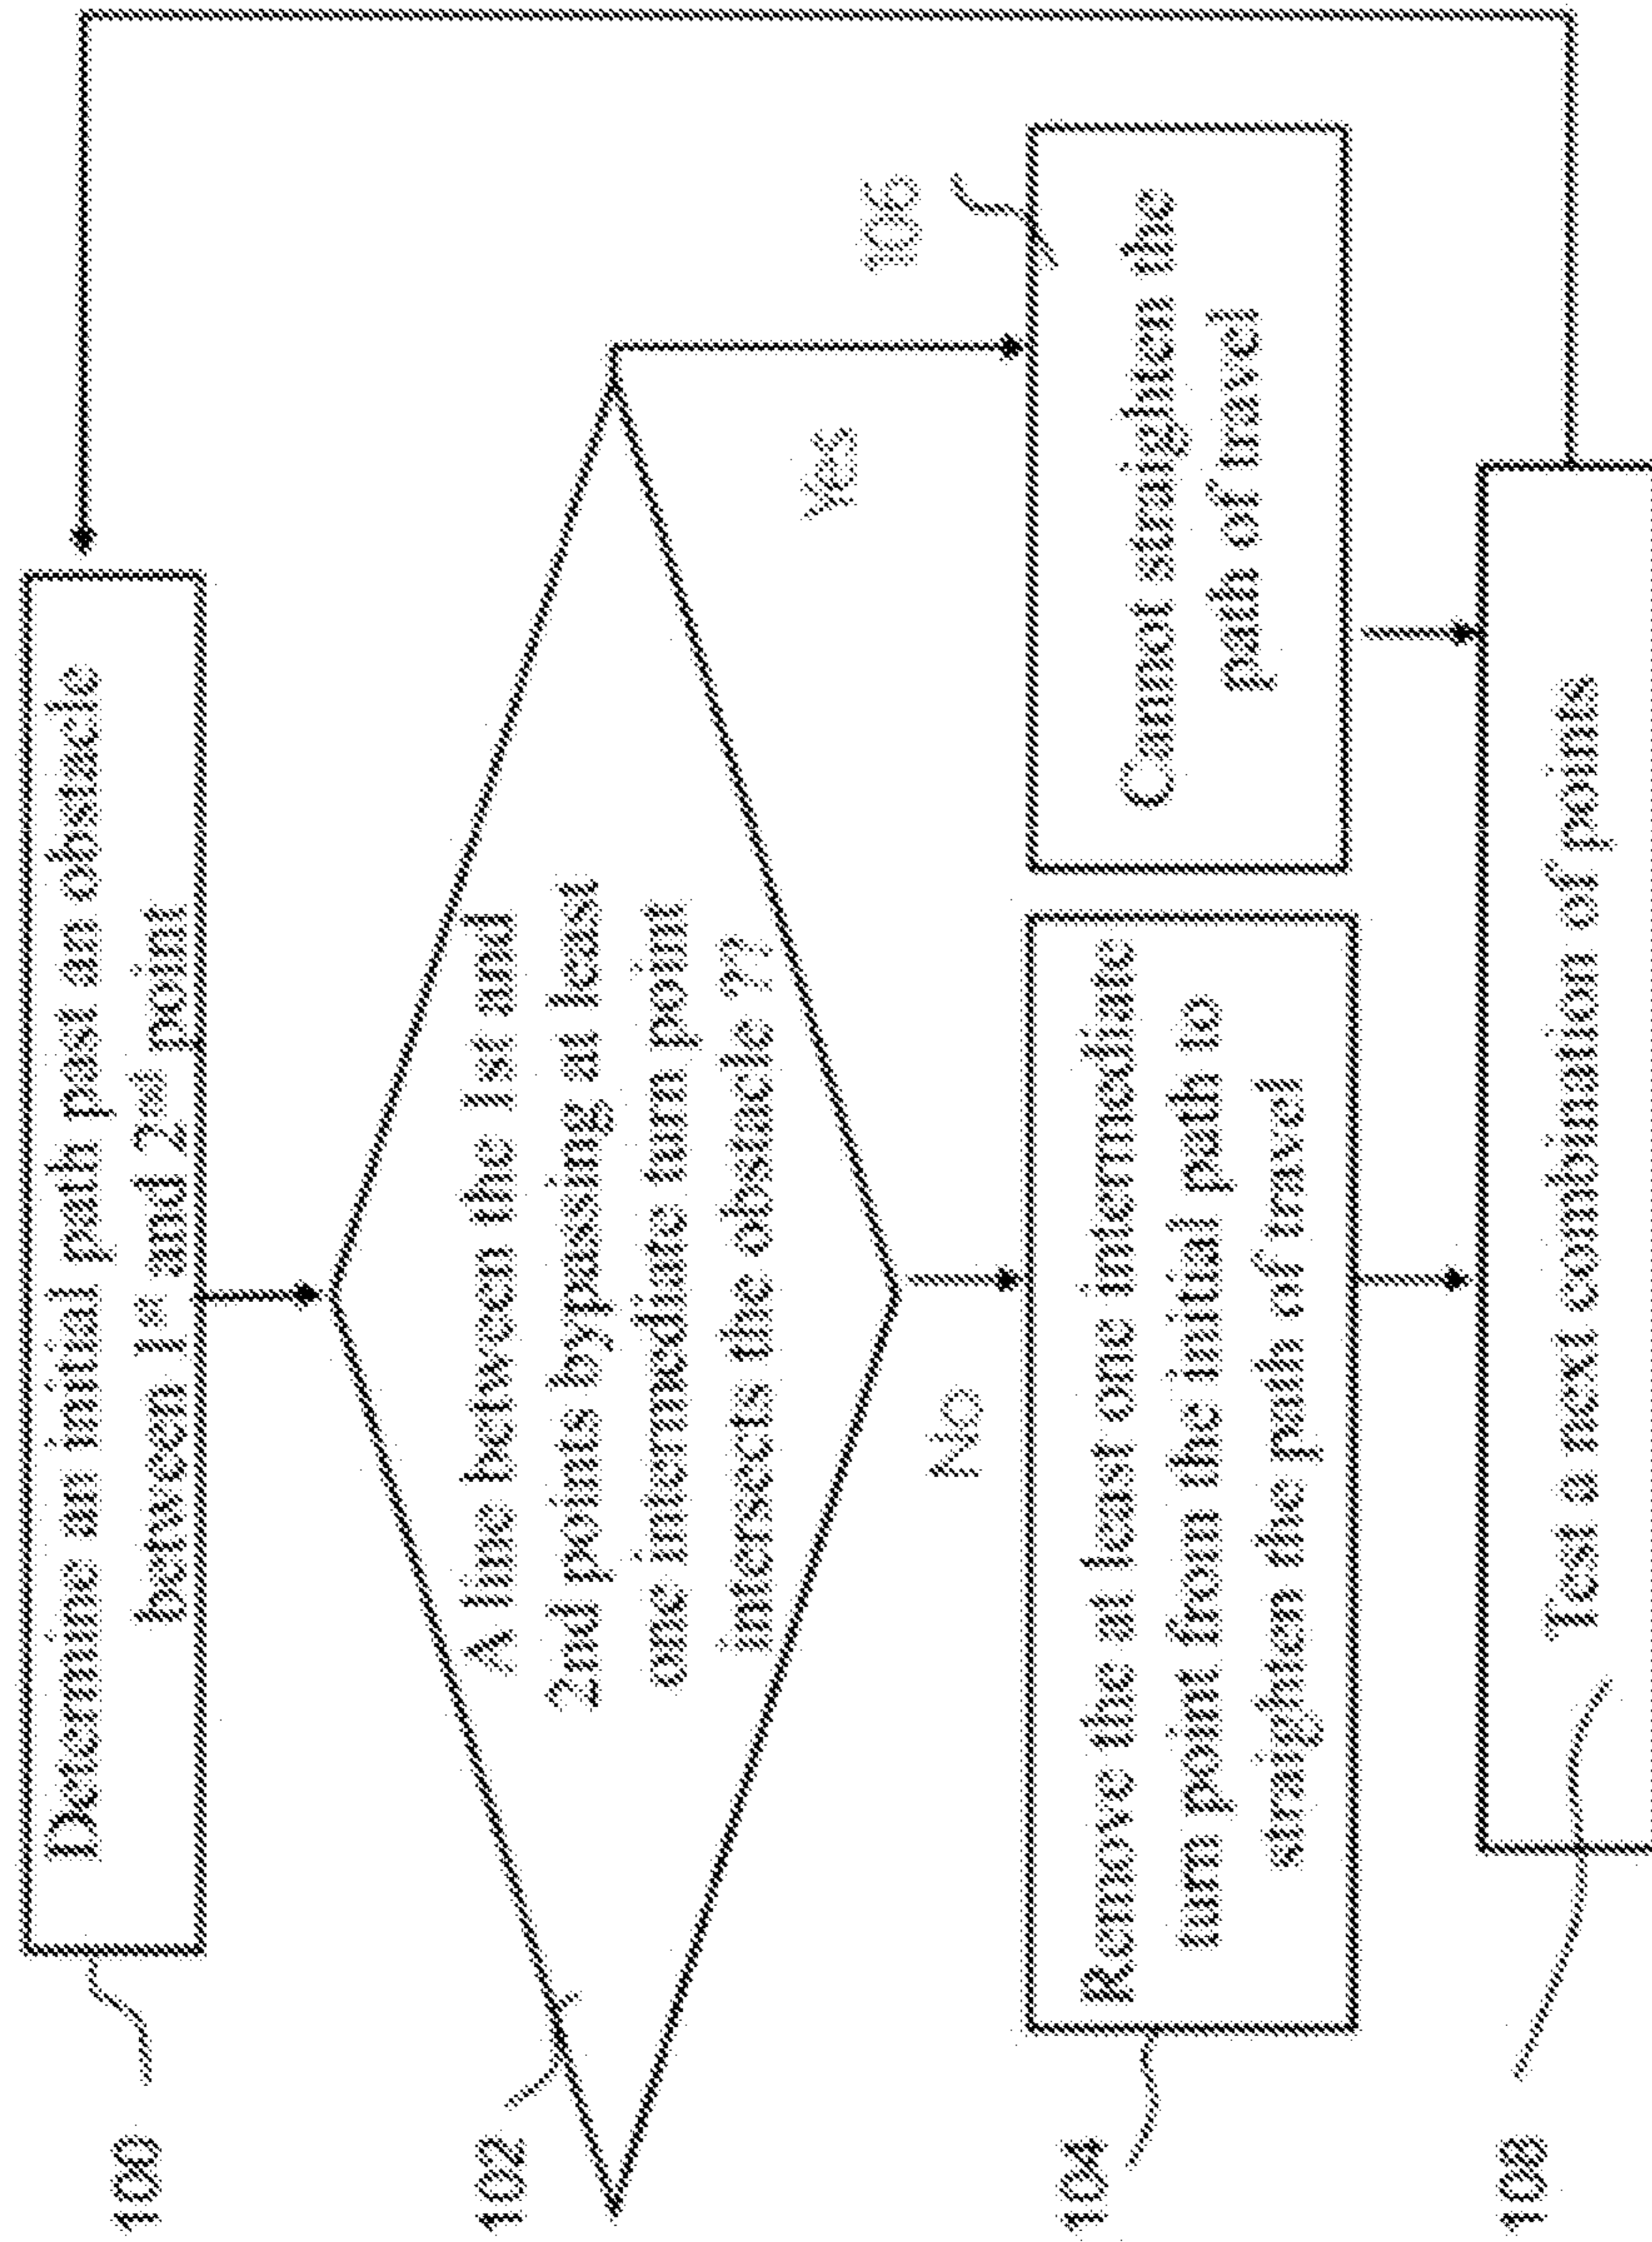 100
Determine an initial path past an obstacle
between 1st and 2nd point
102
A line between the 1st and
2nd points bypassing at least
one intermediate turn point
intersects the obstacle ??
Yes
No
104
Remove the at least one intermediate
turn point from the initial path to
straighten the path of travel
106
Cannot straighten the
path of travel
108
Test a next combination of points